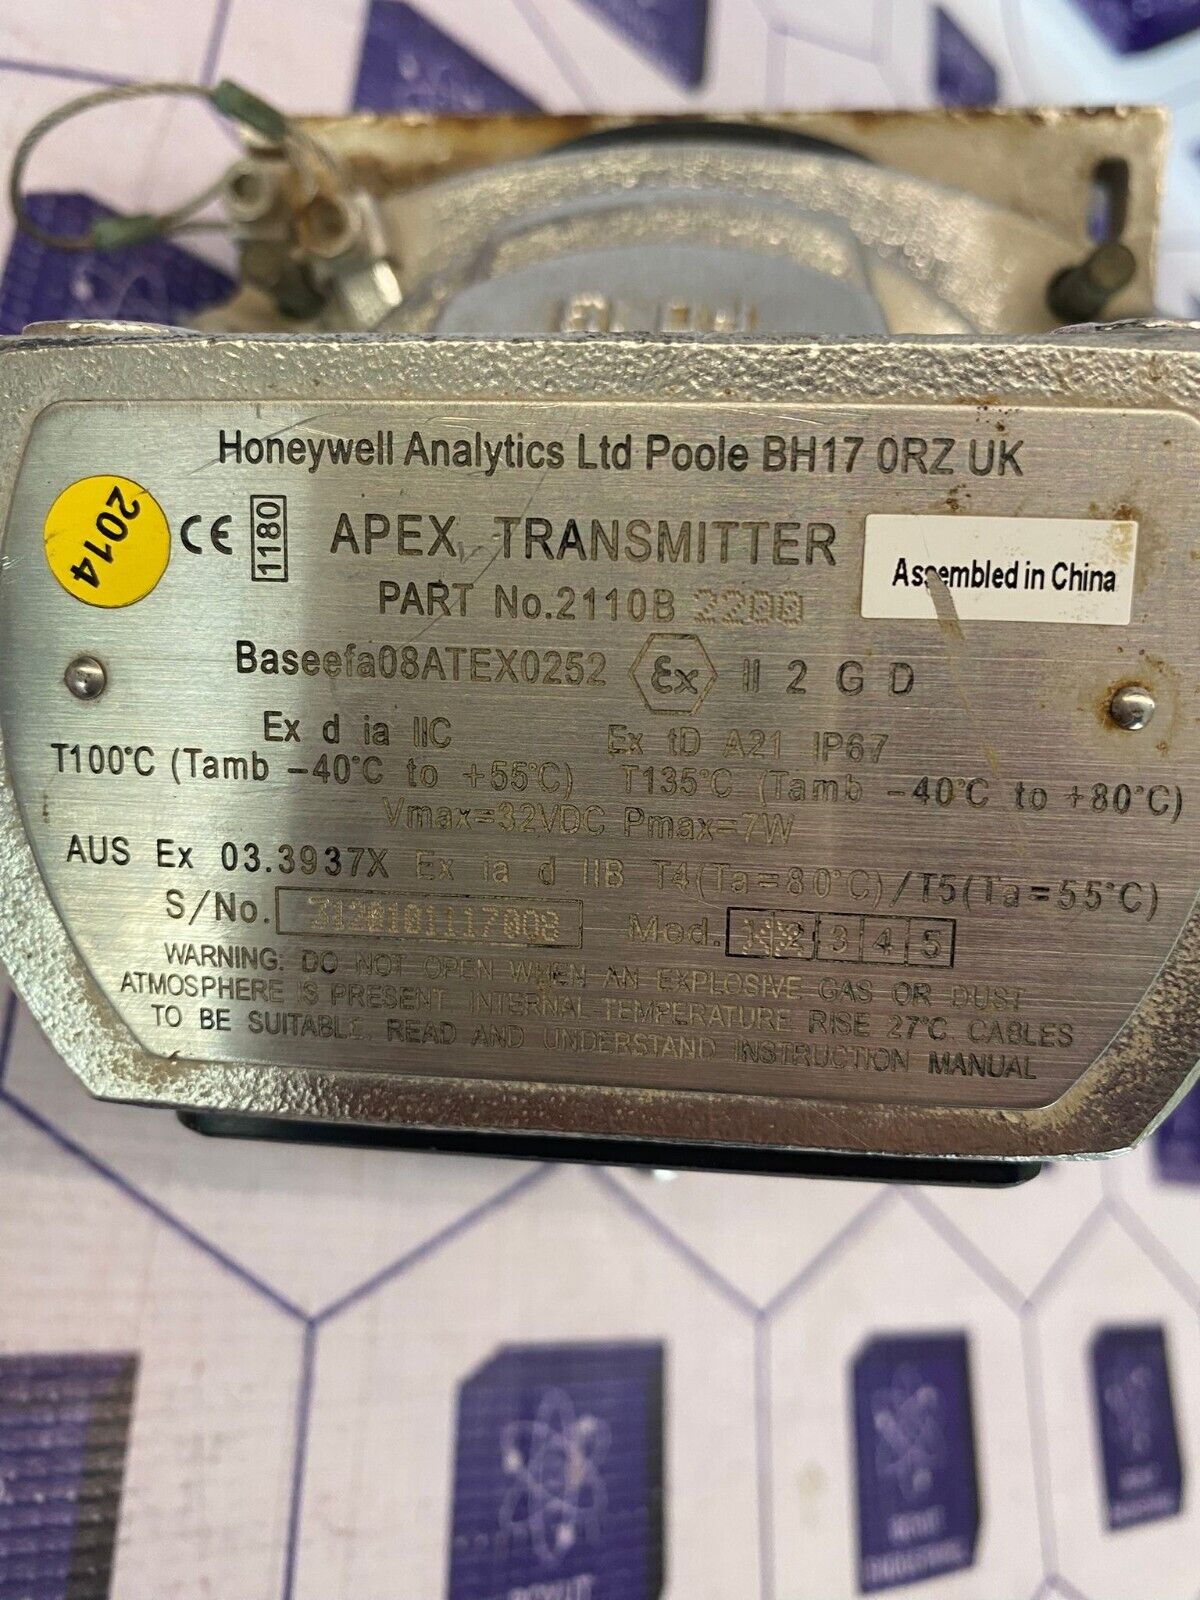 Honeywell Analytics Ltd Poole BH17 0RZ UK
2014
CE 1180 APEX TRANSMITTER
Assembled in China
PART No.2110B 2200
Baseefa08ATEX0252 Ex II 2 G D
Ex d ia IIC Ex tD A21 IP67
T100°C (Tamb -40°C to +55°C) T135°C (Tamb -40°C to +80°C)
Vmax=32VDC Pmax=7W
AUS Ex 03.3937X Ex ia d IIB T4(Ta=80°C)/T5(Ta=55°C)
S/No. Mod. 2 3 4 5
WARNING: DO NOT OPEN WHEN AN EXPLOSIVE GAS OR DUST
ATMOSPHERE IS PRESENT. INTERNAL TEMPERATURE RISE 27°C. CABLES
TO BE SUITABLE. READ AND UNDERSTAND INSTRUCTION MANUAL